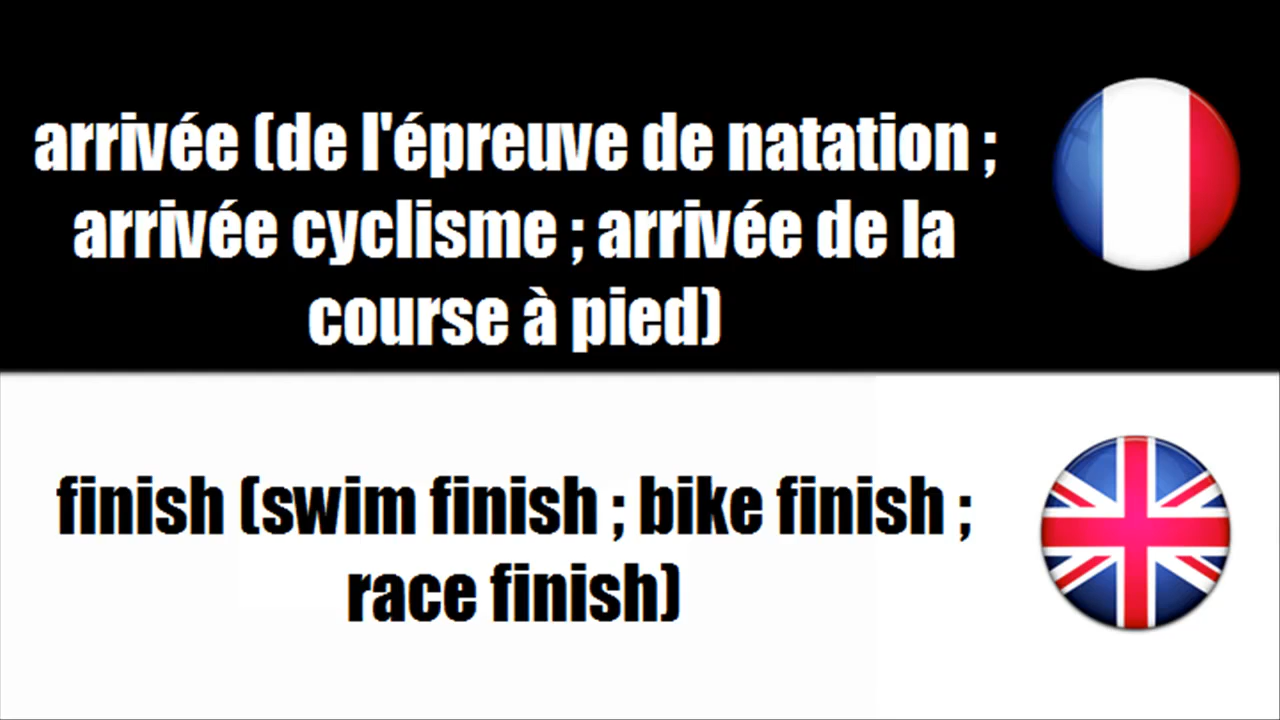 arrivée (de l'épreuve de natation ;
arrivée cyclisme ; arrivée de la
course à pied)
finish (swim finish ; bike finish ;
race finish)